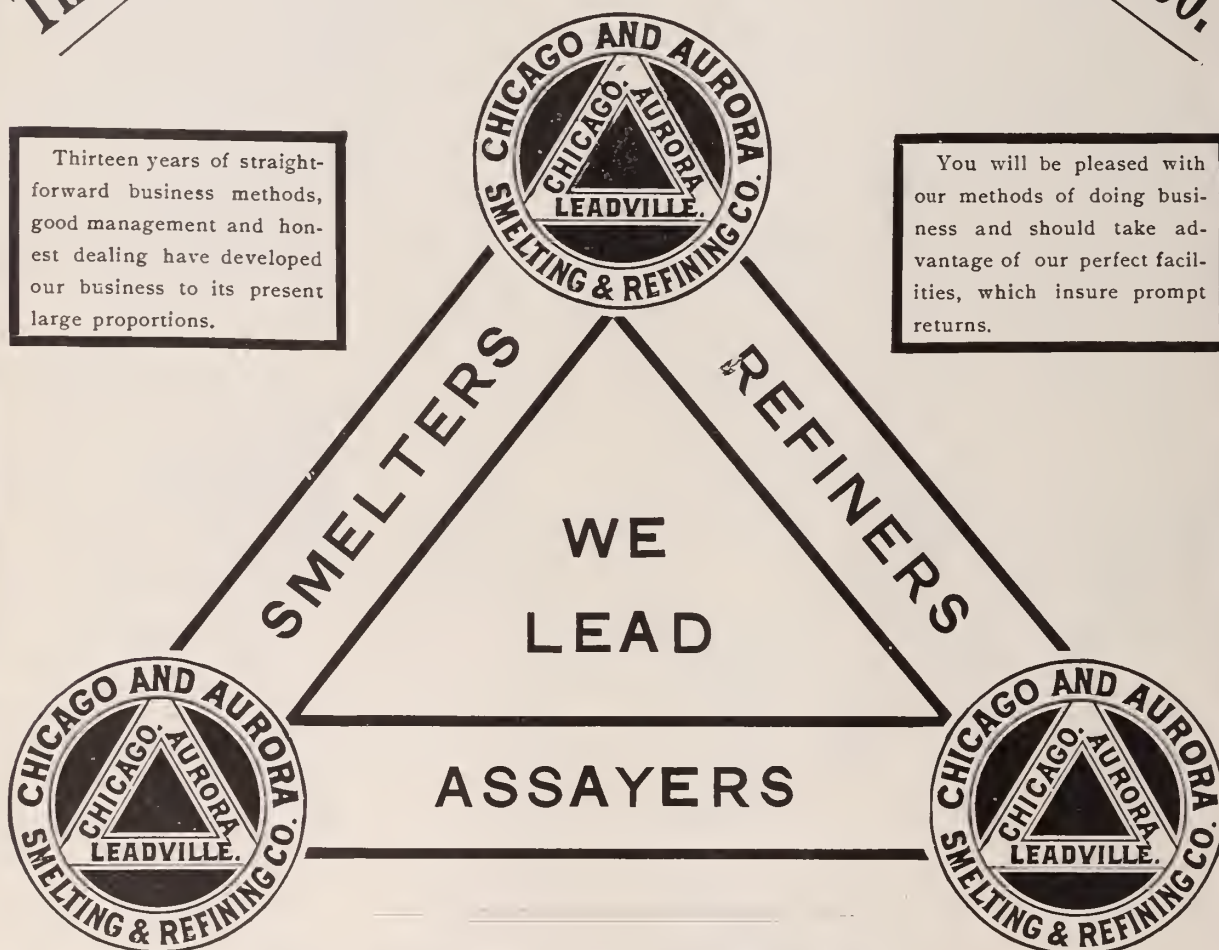 CHICAGO AND AURORA
SMELTING & REFINING CO.
CHICAGO. AURORA
LEADVILLE.
Thirteen years of straight-
forward business methods,
good management and hon-
est dealing have developed
our business to its present
large proportions.
You will be pleased with
our methods of doing busi-
ness and should take ad-
vantage of our perfect facil-
ities, which insure prompt
returns.
SMELTERS
REFINERS
WE
LEAD
ASSAYERS
CHICAGO AND AURORA
SMELTING & REFINING CO.
CHICAGO. AURORA
LEADVILLE.
CHICAGO AND AURORA
SMELTING & REFINING CO.
CHICAGO. AURORA
LEADVILLE.